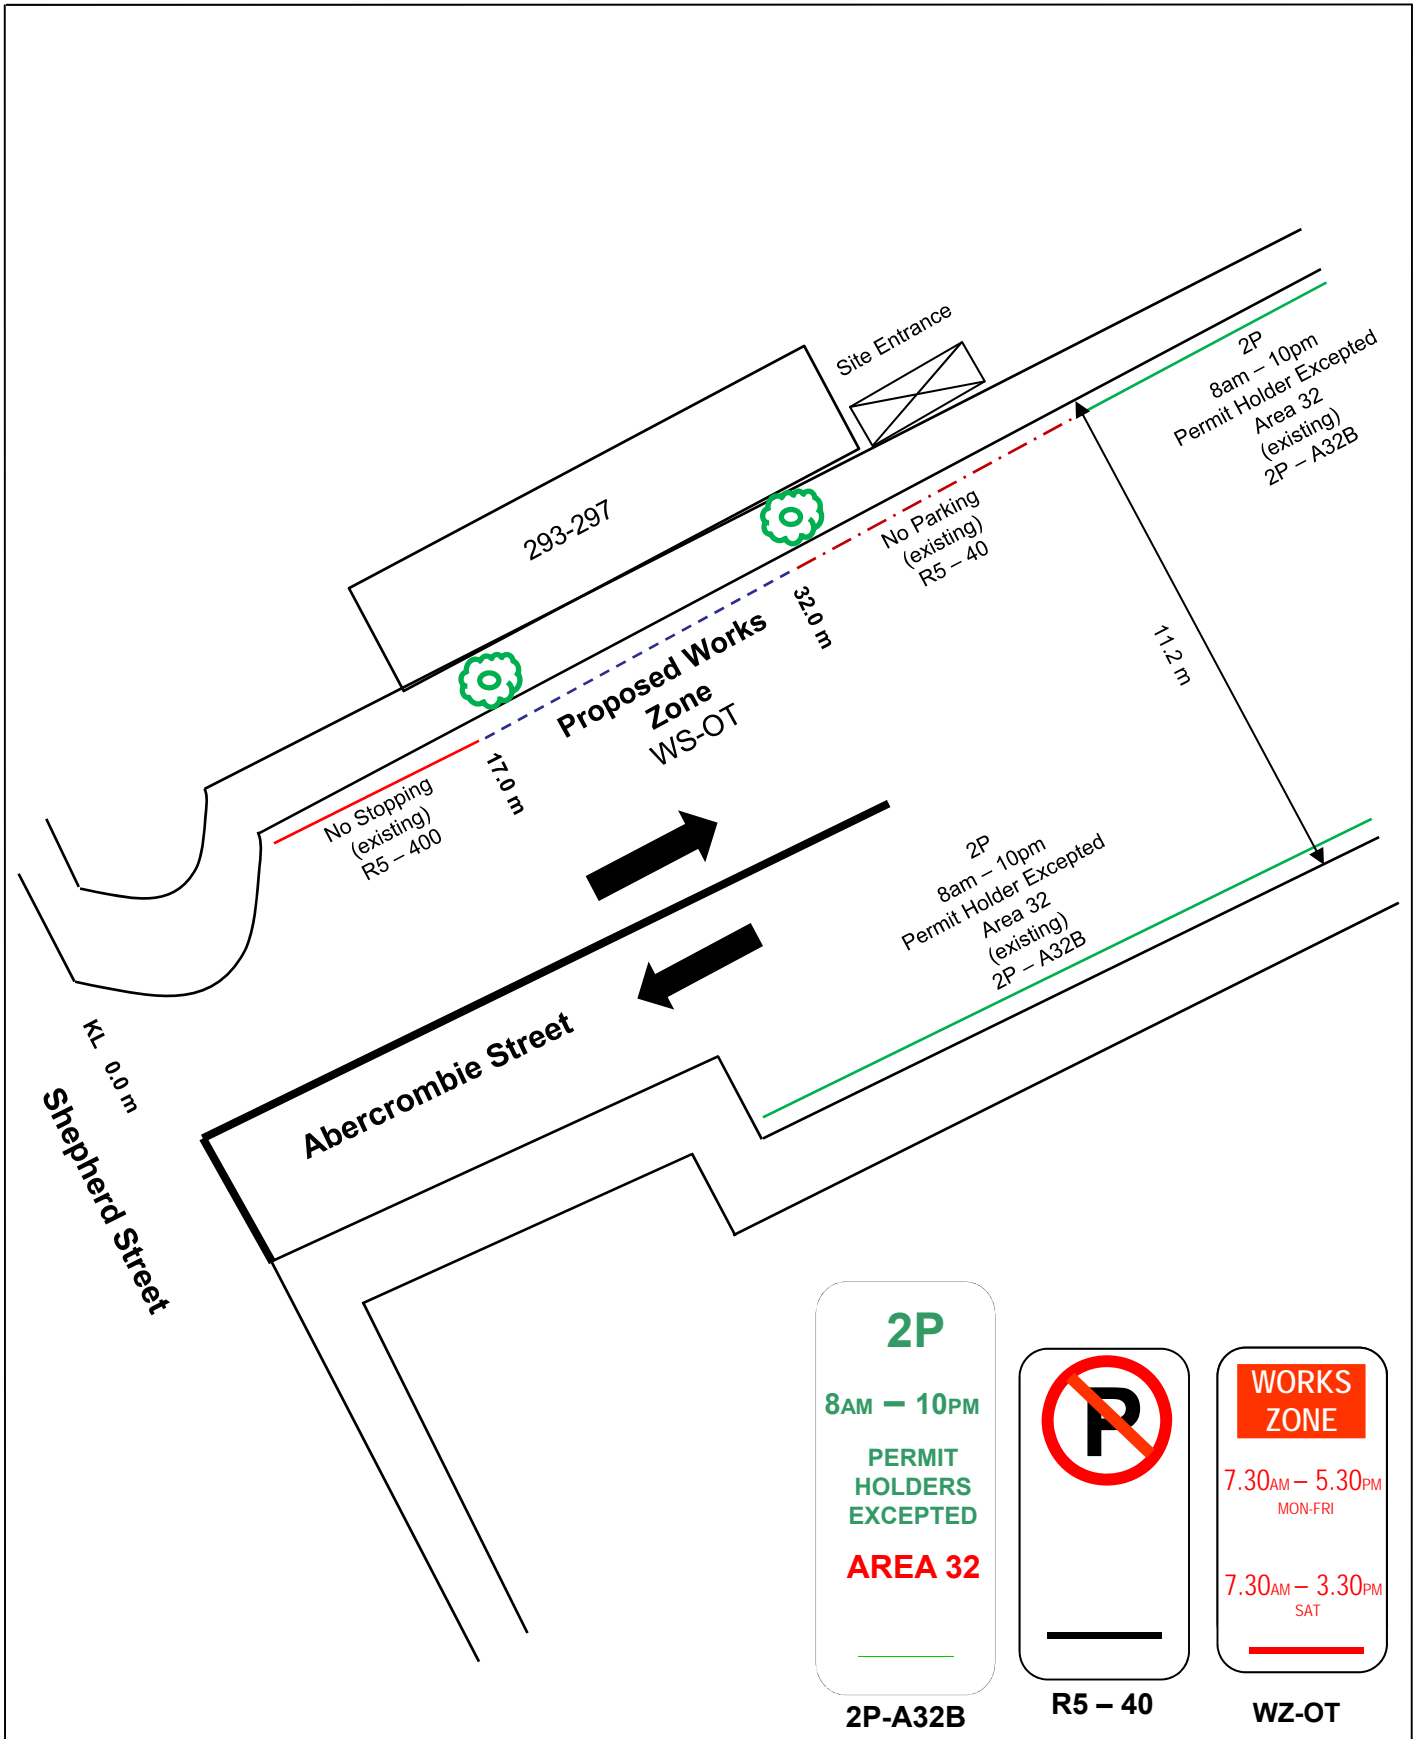 Site Entrance
2P
8am – 10pm
Permit Holder Excepted
Area 32
(existing)
2P – A32B
293-297
No Parking
(existing)
R5 – 40
32.0 m
11.2 m
Proposed Works
Zone
WS-OT
17.0 m
No Stopping
(existing)
R5 – 400
2P
8am – 10pm
Permit Holder Excepted
Area 32
(existing)
2P – A32B
KL 0.0 m
Abercrombie Street
Shepherd Street
2P
8AM – 10PM
PERMIT
HOLDERS
EXCEPTED
AREA 32
2P-A32B
P
R5 – 40
WORKS
ZONE
7.30AM – 5.30PM
MON-FRI
7.30AM – 3.30PM
SAT
WZ-OT